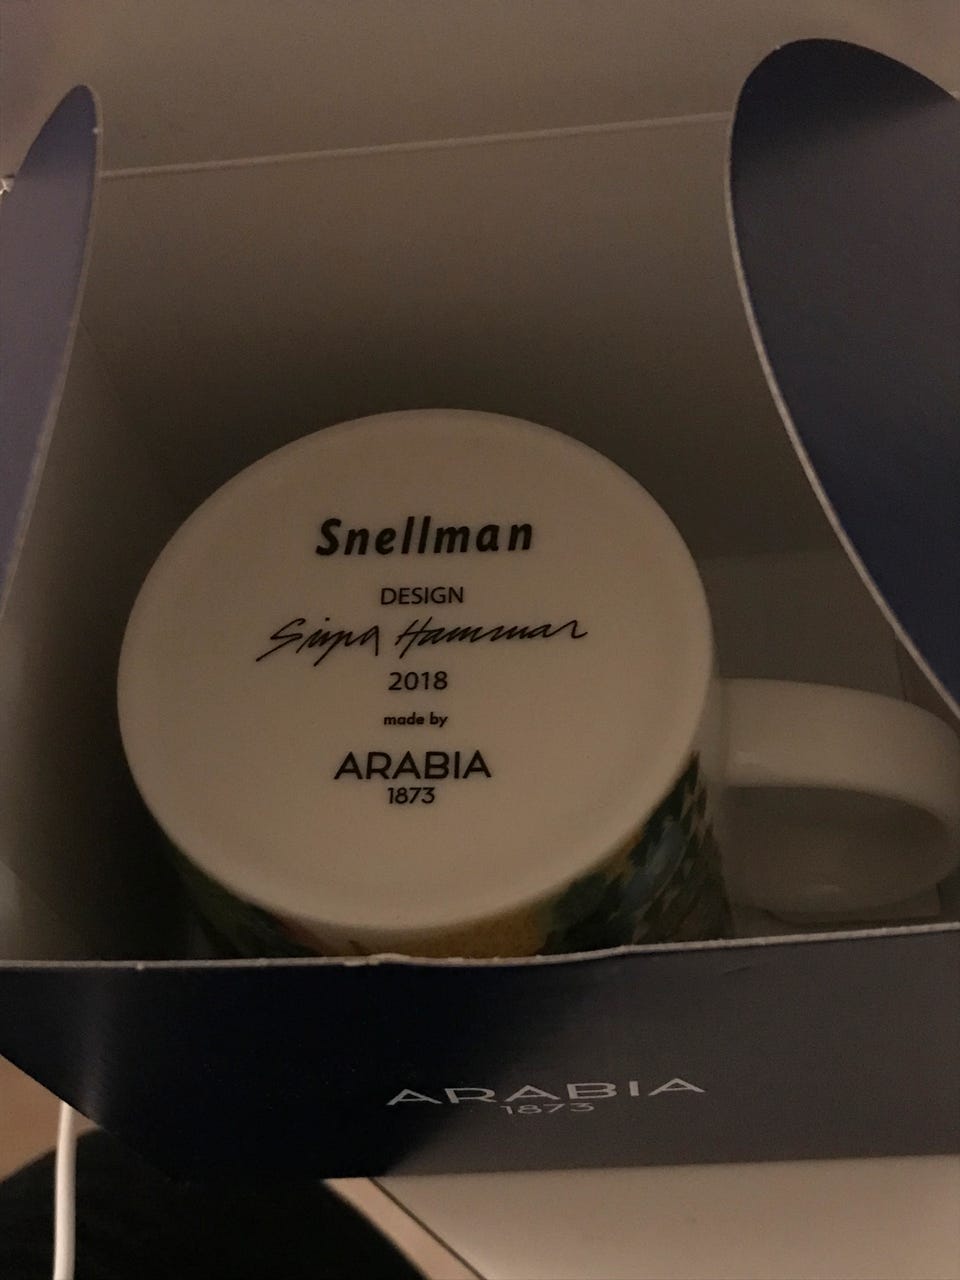 Snellman
DESIGN
Sirpa Hammar
2018
made by
ARABIA
1873
ARABIA
1873